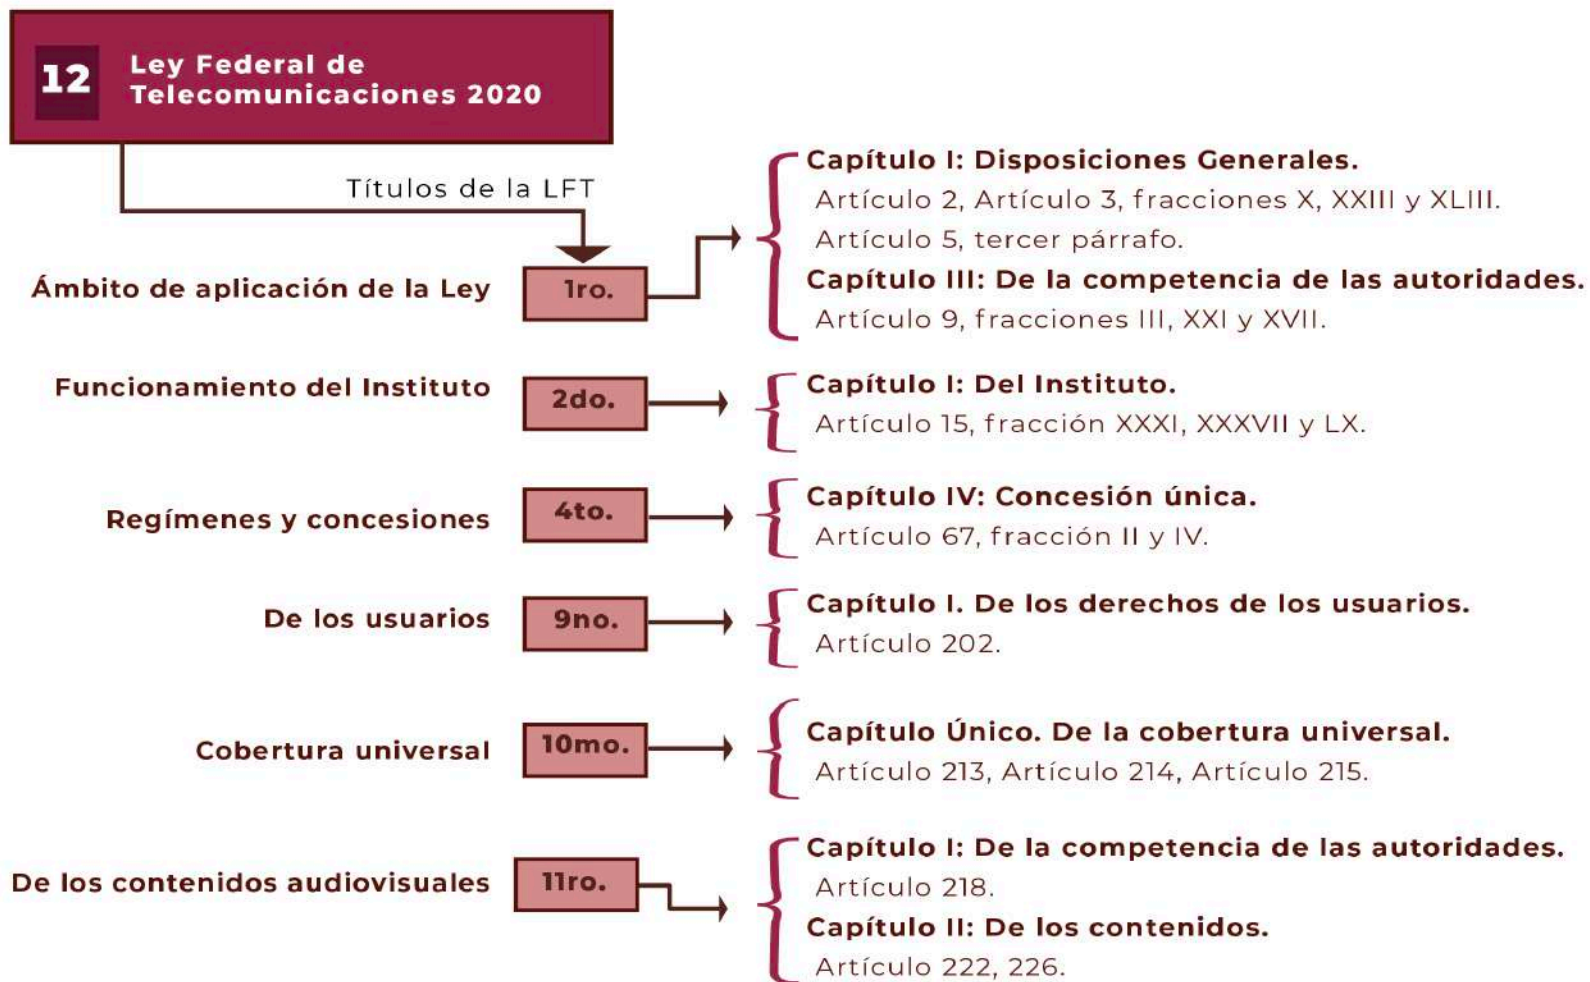 12
Ley Federal de
Telecomunicaciones 2020
Títulos de la LFT
Ámbito de aplicación de la Ley
1ro.
Capítulo I: Disposiciones Generales.
Artículo 2, Artículo 3, fracciones X, XXIII y XLIII.
Artículo 5, tercer párrafo.
Capítulo III: De la competencia de las autoridades.
Artículo 9, fracciones III, XXI y XVII.
Funcionamiento del Instituto
2do.
Capítulo I: Del Instituto.
Artículo 15, fracción XXXI, XXXVII y LX.
Regímenes y concesiones
4to.
Capítulo IV: Concesión única.
Artículo 67, fracción II y IV.
De los usuarios
9no.
Capítulo I. De los derechos de los usuarios.
Artículo 202.
Cobertura universal
10mo.
Capítulo Único. De la cobertura universal.
Artículo 213, Artículo 214, Artículo 215.
De los contenidos audiovisuales
11ro.
Capítulo I: De la competencia de las autoridades.
Artículo 218.
Capítulo II: De los contenidos.
Artículo 222, 226.